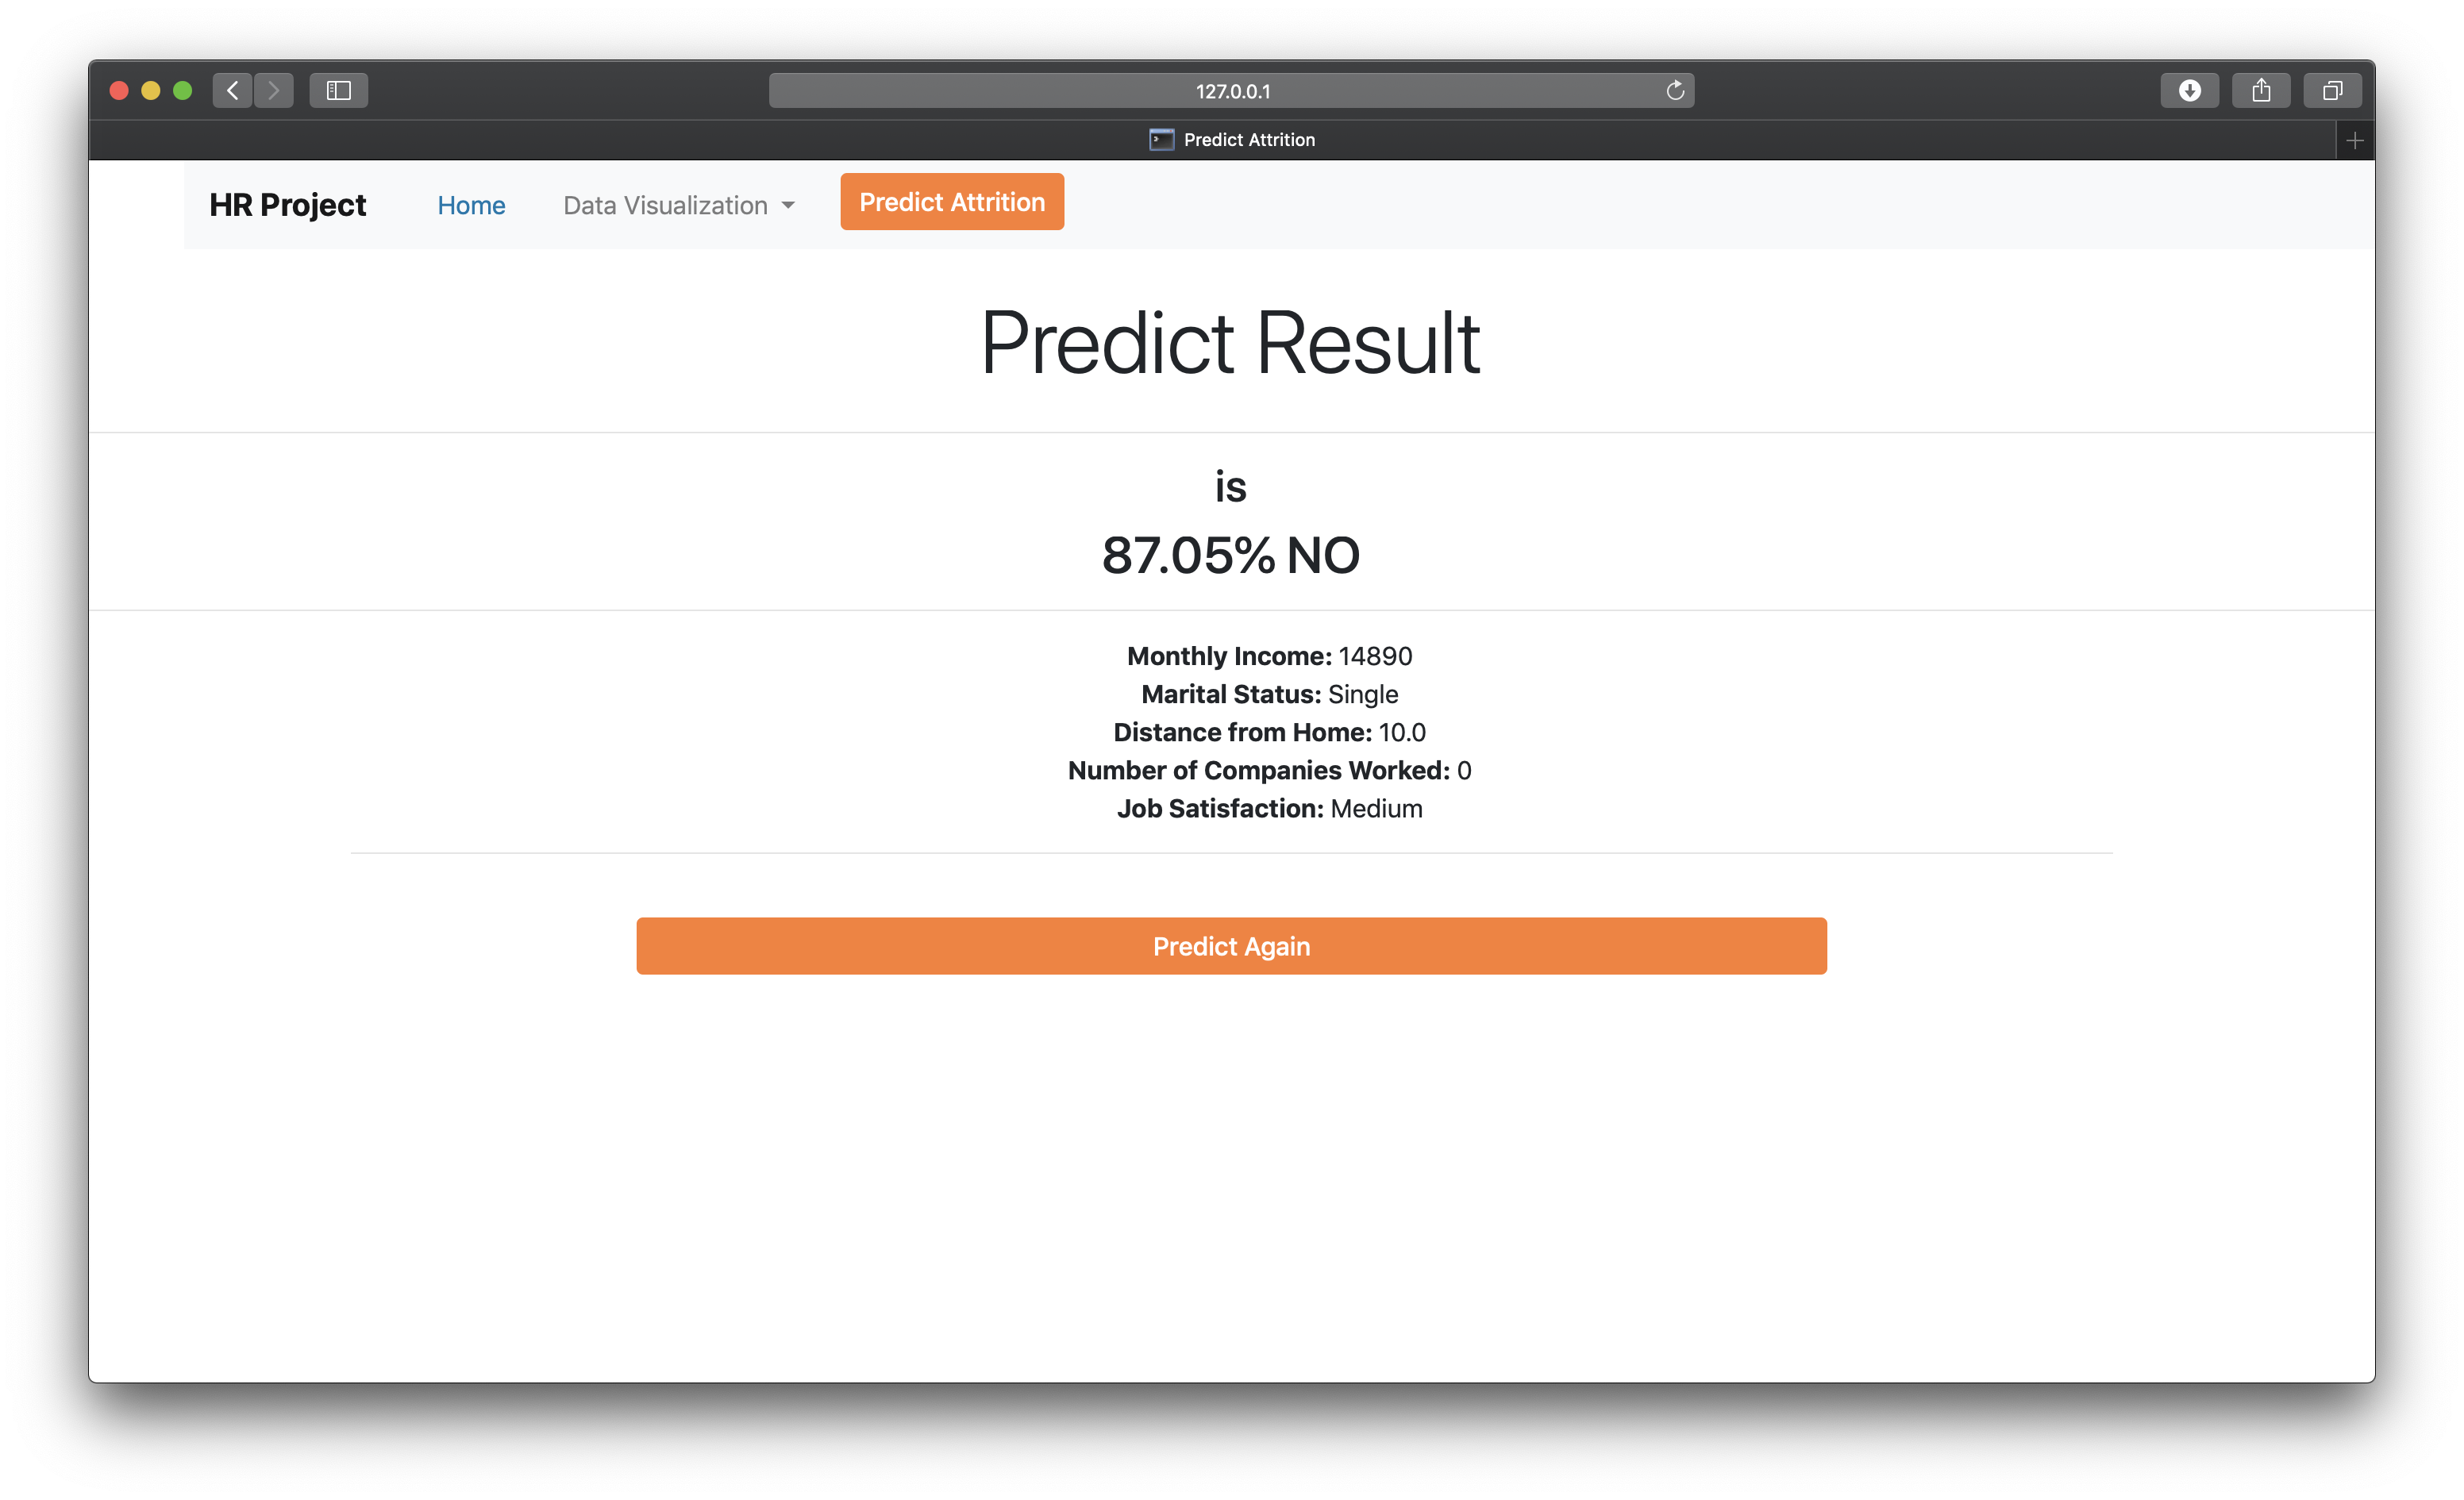 127.0.0.1
Predict Attrition
HR Project Home Data Visualization Predict Attrition
Predict Result
is
87.05% NO
Monthly Income: 14890
Marital Status: Single
Distance from Home: 10.0
Number of Companies Worked: 0
Job Satisfaction: Medium
Predict Again